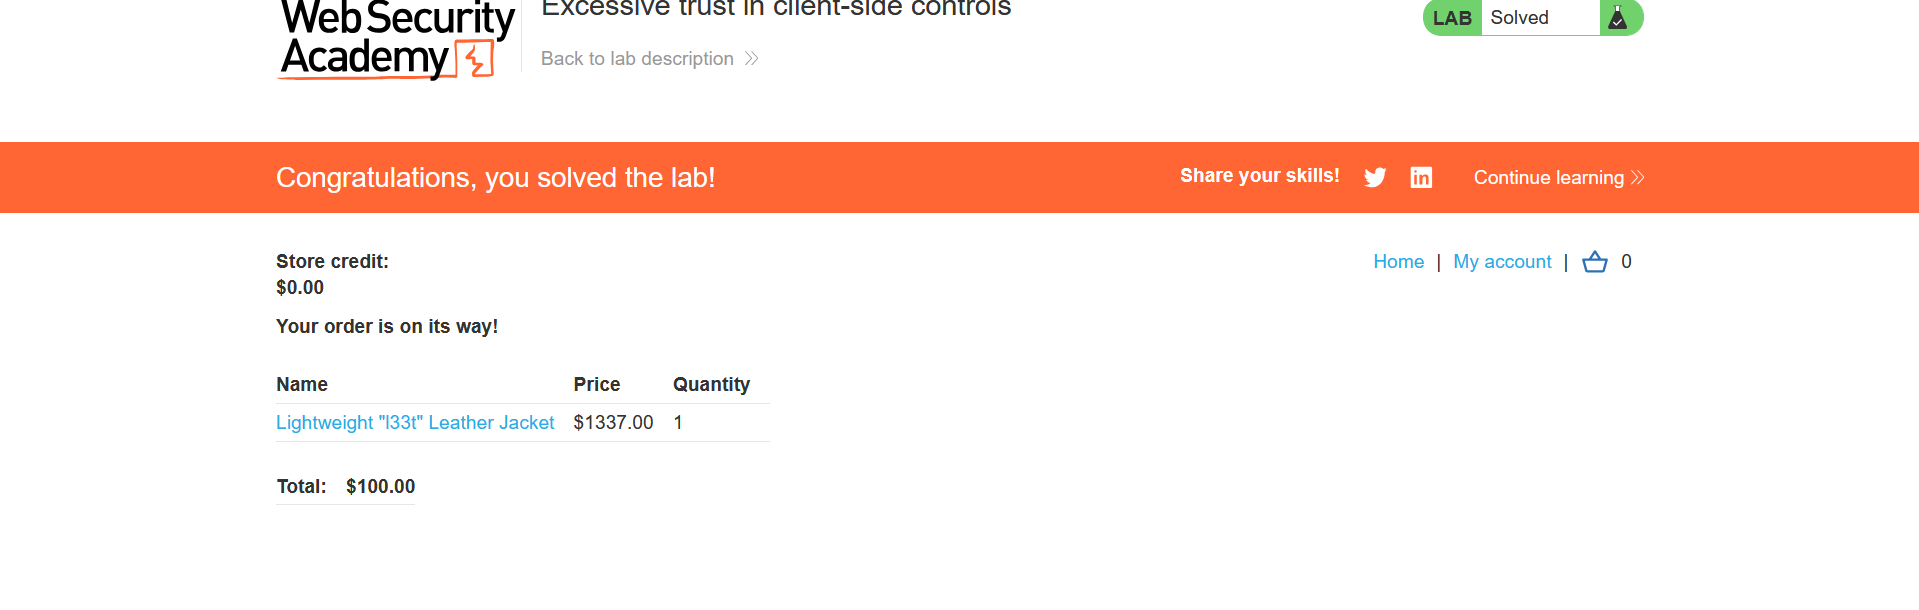 Web Security
Academy
Excessive trust in client-side controls
Back to lab description
LAB Solved
Congratulations, you solved the lab!
Share your skills!
Continue learning
Store credit:
$0.00
Home | My account | 0
Your order is on its way!
Name Price Quantity
Lightweight "l33t" Leather Jacket $1337.00 1
Total: $100.00